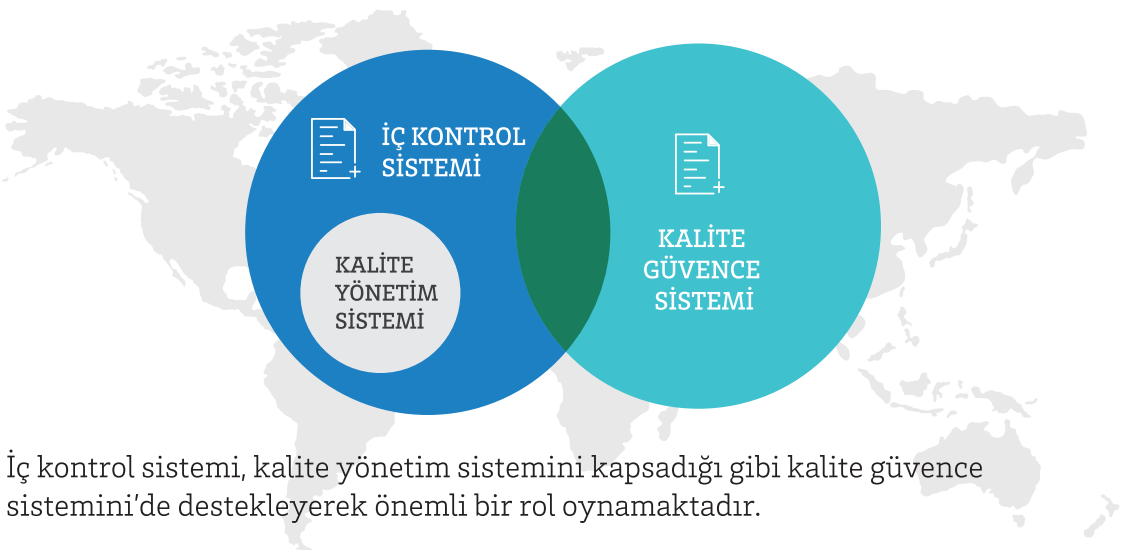 İÇ KONTROL
SİSTEMİ
KALİTE
YÖNETİM
SİSTEMİ
KALİTE
GÜVENCE
SİSTEMİ
İç kontrol sistemi, kalite yönetim sistemini kapsadığı gibi kalite güvence
sistemini’de destekleyerek önemli bir rol oynamaktadır.